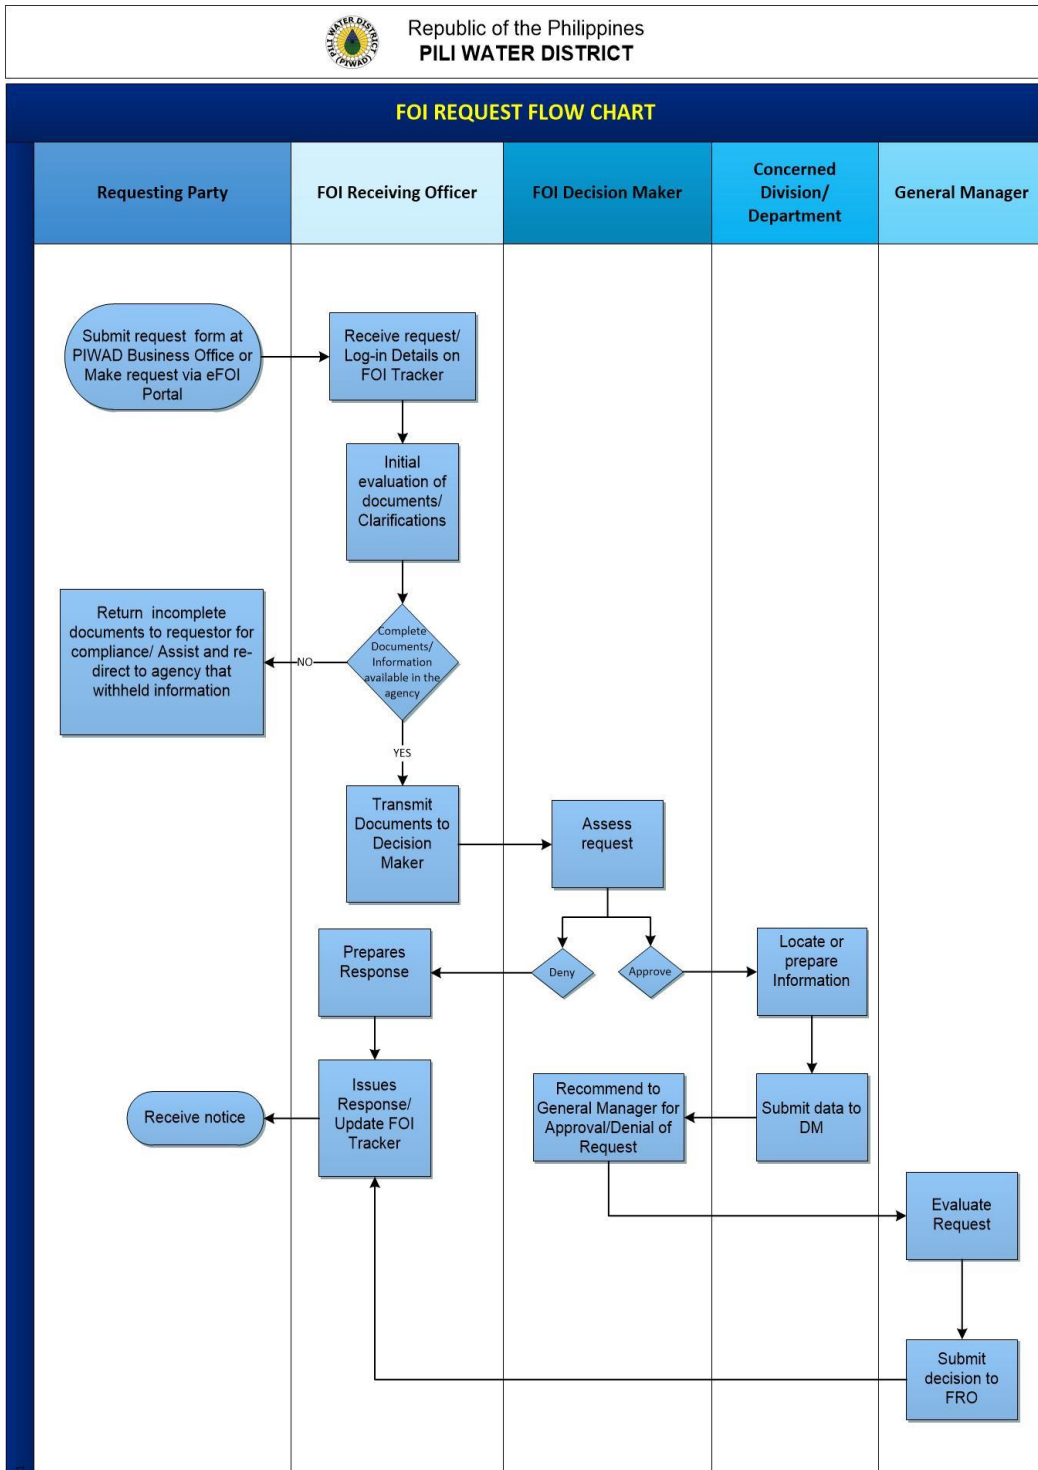 PILI WATER DISTRICT
(PIWAD)
Republic of the Philippines
PILI WATER DISTRICT
FOI REQUEST FLOW CHART
Requesting Party
FOI Receiving Officer
FOI Decision Maker
Concerned
Division/
Department
General Manager
Submit request form at
PIWAD Business Office or
Make request via eFOI
Portal
Receive request/
Log-in Details on
FOI Tracker
Initial
evaluation of
documents/
Clarifications
Return incomplete
documents to requestor for
compliance/ Assist and re-
direct to agency that
withheld information
NO
Complete
Documents/
Information
available in the
agency
YES
Transmit
Documents to
Decision
Maker
Assess
request
Prepares
Response
Deny
Approve
Locate or
prepare
Information
Receive notice
Issues
Response/
Update FOI
Tracker
Recommend to
General Manager for
Approval/Denial of
Request
Submit data to
DM
Evaluate
Request
Submit
decision to
FRO